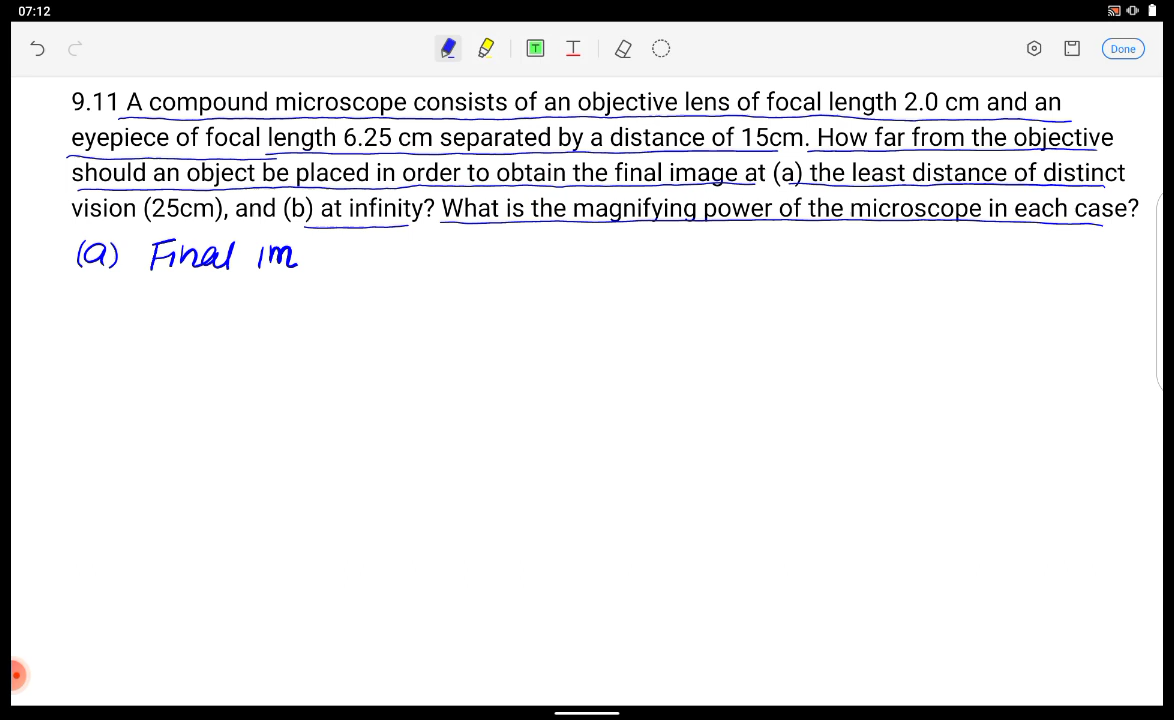 07:12
Done
9.11 A compound microscope consists of an objective lens of focal length 2.0 cm and an
eyepiece of focal length 6.25 cm separated by a distance of 15cm. How far from the objective
should an object be placed in order to obtain the final image at (a) the least distance of distinct
vision (25cm), and (b) at infinity? What is the magnifying power of the microscope in each case?
(a) Final im